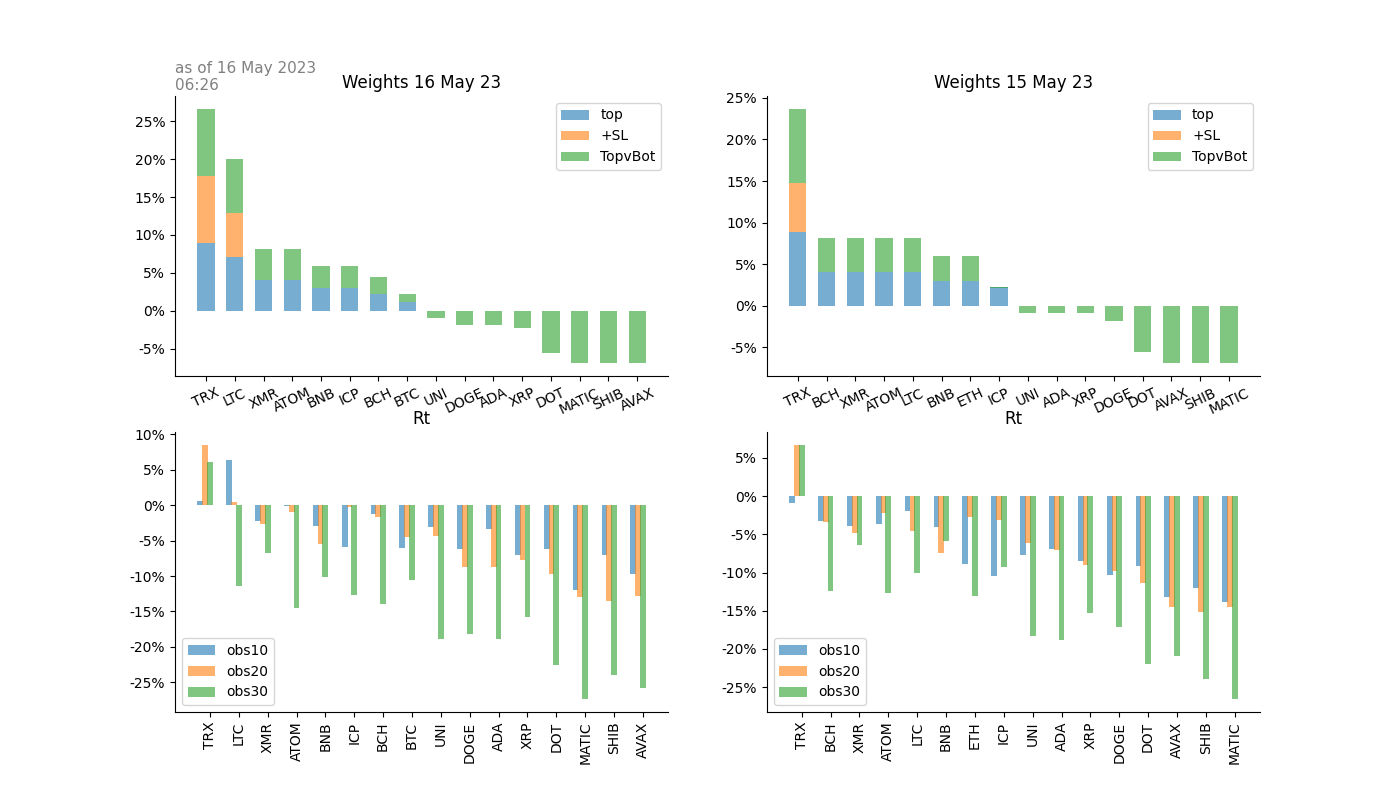 as of 16 May 2023
06:26
Weights 16 May 23
25%
20%
15%
10%
5%
0%
-5%
top
+SL
TopvBot
TRX LTC XMR ATOM BNB ICP BCH BTC UNI DOGE ADA XRP DOT MATIC SHIB AVAX
Weights 15 May 23
25%
20%
15%
10%
5%
0%
-5%
top
+SL
TopvBot
TRX BCH XMR ATOM LTC BNB ETH ICP UNI ADA XRP DOGE DOT AVAX SHIB MATIC
Rt
10%
5%
0%
-5%
-10%
-15%
-20%
-25%
obs10
obs20
obs30
TRX LTC XMR ATOM BNB ICP BCH BTC UNI DOGE ADA XRP DOT MATIC SHIB AVAX
Rt
5%
0%
-5%
-10%
-15%
-20%
-25%
obs10
obs20
obs30
TRX BCH XMR ATOM LTC BNB ETH ICP UNI ADA XRP DOGE DOT AVAX SHIB MATIC